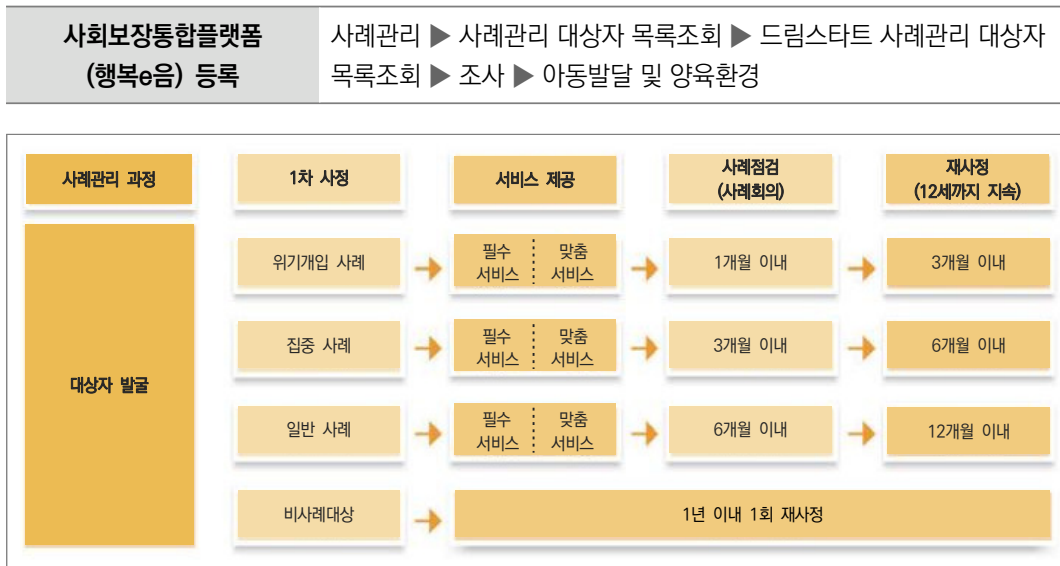 사회보장통합플랫폼
(행복e음) 등록
사례관리 ▶ 사례관리 대상자 목록조회 ▶ 드림스타트 사례관리 대상자
목록조회 ▶ 조사 ▶ 아동발달 및 양육환경
사례관리 과정
1차 사정
서비스 제공
사례점검
(사례회의)
재사정
(12세까지 지속)
대상자 발굴
위기개입 사례
필수 맞춤
서비스 서비스
1개월 이내
3개월 이내
집중 사례
필수 맞춤
서비스 서비스
3개월 이내
6개월 이내
일반 사례
필수 맞춤
서비스 서비스
6개월 이내
12개월 이내
비사례대상
1년 이내 1회 재사정